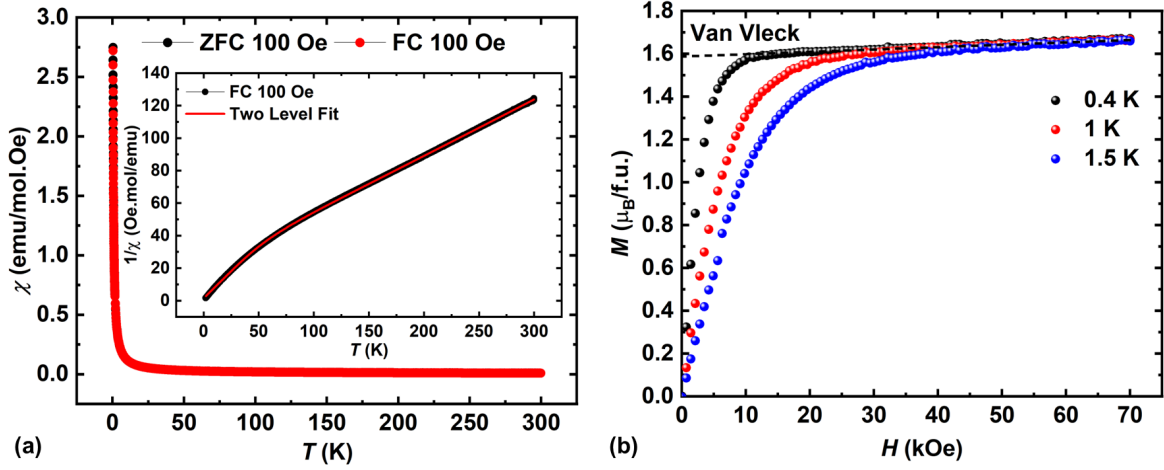 ZFC 100 Oe FC 100 Oe
χ (emu/mol.Oe)
3.0
2.5
2.0
1.5
1.0
0.5
0.0
0 50 100 150 200 250 300
T (K)
(a)
FC 100 Oe
Two Level Fit
1/χ (Oe.mol/emu)
140
120
100
80
60
40
20
0
0 50 100 150 200 250 300
T (K)
Van Vleck
M (μB/f.u.)
1.8
1.6
1.4
1.2
1.0
0.8
0.6
0.4
0.2
0.0
0.4 K
1 K
1.5 K
0 10 20 30 40 50 60 70
H (kOe)
(b)